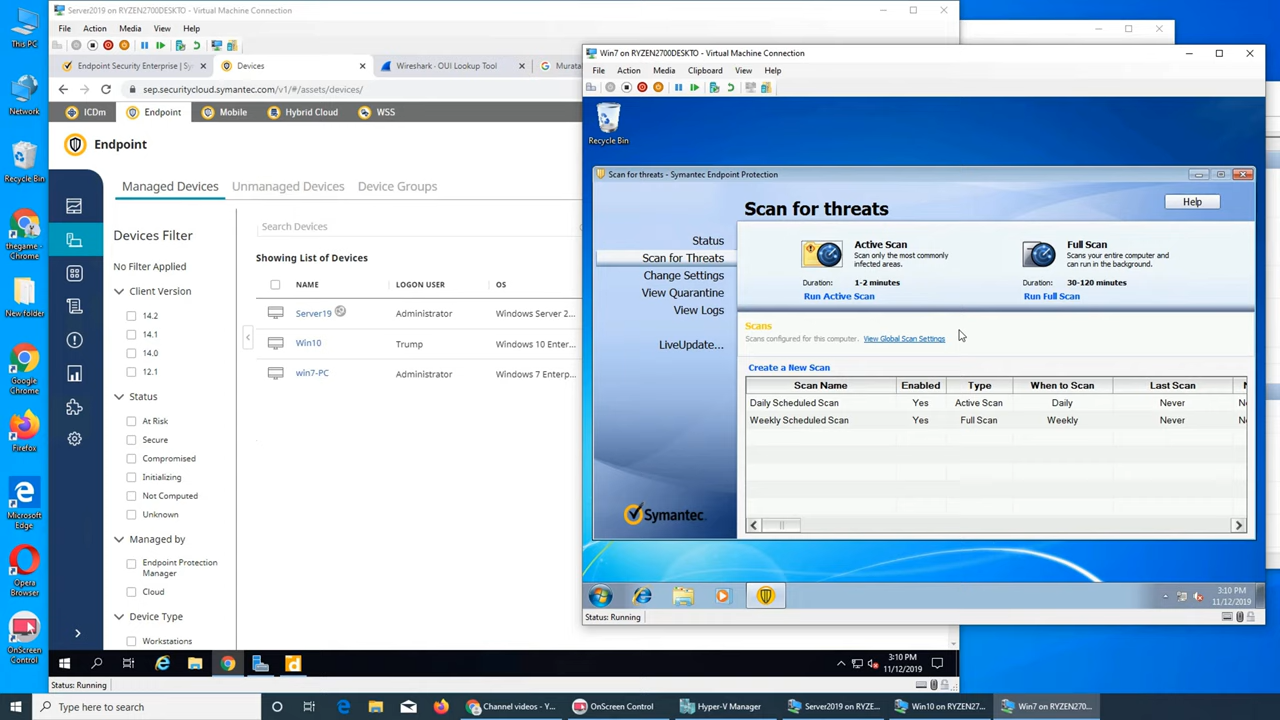 This PC
Network
Recycle Bin
thegame - Chrome
New folder
Google Chrome
Firefox
Microsoft Edge
Opera Browser
OnScreen Control
Server2019 on RYZEN2700DESKTO - Virtual Machine Connection
File Action Media View Help
Endpoint Security Enterprise | Sy
Devices
Wireshark - OUI Lookup Tool
Murata
sep.securitycloud.symantec.com/v1/#/assets/devices/
ICDm
Endpoint
Mobile
Hybrid Cloud
WSS
Endpoint
Managed Devices
Unmanaged Devices
Device Groups
Devices Filter
No Filter Applied
Client Version
14.2
14.1
14.0
12.1
Status
At Risk
Secure
Compromised
Initializing
Not Computed
Unknown
Managed by
Endpoint Protection Manager
Cloud
Device Type
Workstations
Search Devices
Showing List of Devices
NAME LOGON USER OS
Server19 Administrator Windows Server 2...
Win10 Trump Windows 10 Enter...
win7-PC Administrator Windows 7 Enterp...
3:10 PM
11/12/2019
Status: Running
Win7 on RYZEN2700DESKTO - Virtual Machine Connection
File Action Media Clipboard View Help
Recycle Bin
Scan for threats - Symantec Endpoint Protection
Scan for threats
Help
Status
Scan for Threats
Change Settings
View Quarantine
View Logs
LiveUpdate...
Symantec.
Active Scan
Scan only the most commonly infected areas.
Duration: 1-2 minutes
Run Active Scan
Full Scan
Scans your entire computer and can run in the background.
Duration: 30-120 minutes
Run Full Scan
Scans
Scans configured for this computer. View Global Scan Settings
Create a New Scan
Scan Name Enabled Type When to Scan Last Scan N
Daily Scheduled Scan Yes Active Scan Daily Never Ne
Weekly Scheduled Scan Yes Full Scan Weekly Never Ne
3:10 PM
11/12/2019
Status: Running
Type here to search
Channel videos - Y...
OnScreen Control
Hyper-V Manager
Server2019 on RYZE...
Win10 on RYZEN27...
Win7 on RYZEN270...